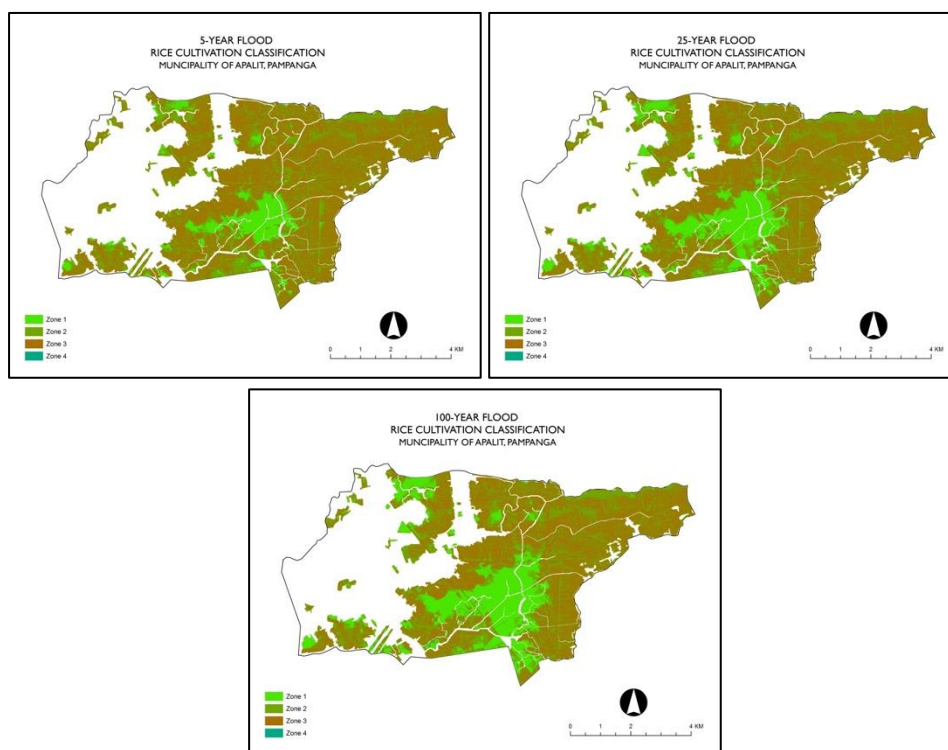 5-YEAR FLOOD
RICE CULTIVATION CLASSIFICATION
MUNCIPALITY OF APALIT, PAMPANGA
Zone 1
Zone 2
Zone 3
Zone 4
0 1 2 4 KM
25-YEAR FLOOD
RICE CULTIVATION CLASSIFICATION
MUNCIPALITY OF APALIT, PAMPANGA
Zone 1
Zone 2
Zone 3
Zone 4
0 1 2 4 KM
100-YEAR FLOOD
RICE CULTIVATION CLASSIFICATION
MUNCIPALITY OF APALIT, PAMPANGA
Zone 1
Zone 2
Zone 3
Zone 4
0 1 2 4 KM